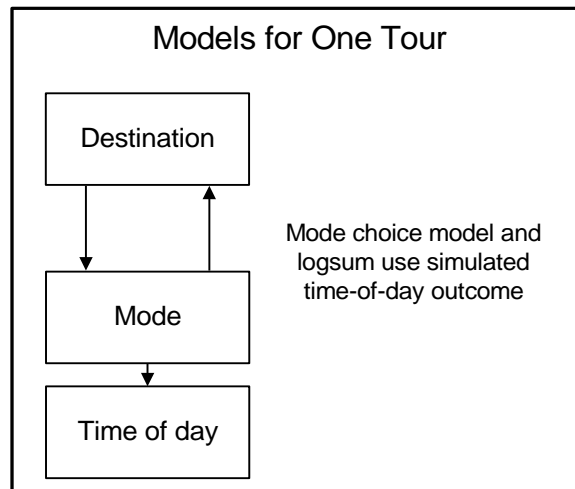 Models for One Tour
Destination
Mode choice model and
logsum use simulated
time-of-day outcome
Mode
Time of day